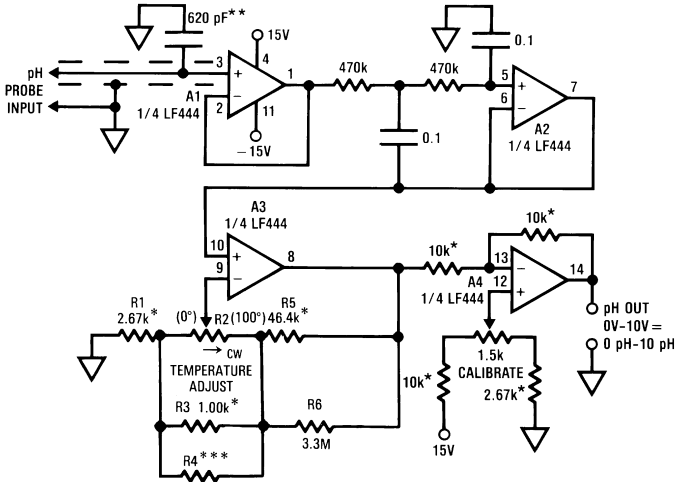 620 pF**
15V
0.1
pH
PROBE
INPUT
3
4
+
1
470k
470k
5
+
7
A1
1/4 LF444
−
2
11
−15V
6
−
A2
1/4 LF444
0.1
A3
1/4 LF444
10
+
8
9
−
10k*
10k*
13
−
14
A4
1/4 LF444
12
+
R1
2.67k*
(0°)
R2
(100°)
R5
46.4k*
→ CW
TEMPERATURE
ADJUST
R3
1.00k*
R4***
R6
3.3M
pH OUT
0V-10V =
0 pH-10 pH
1.5k
CALIBRATE
10k*
2.67k*
15V